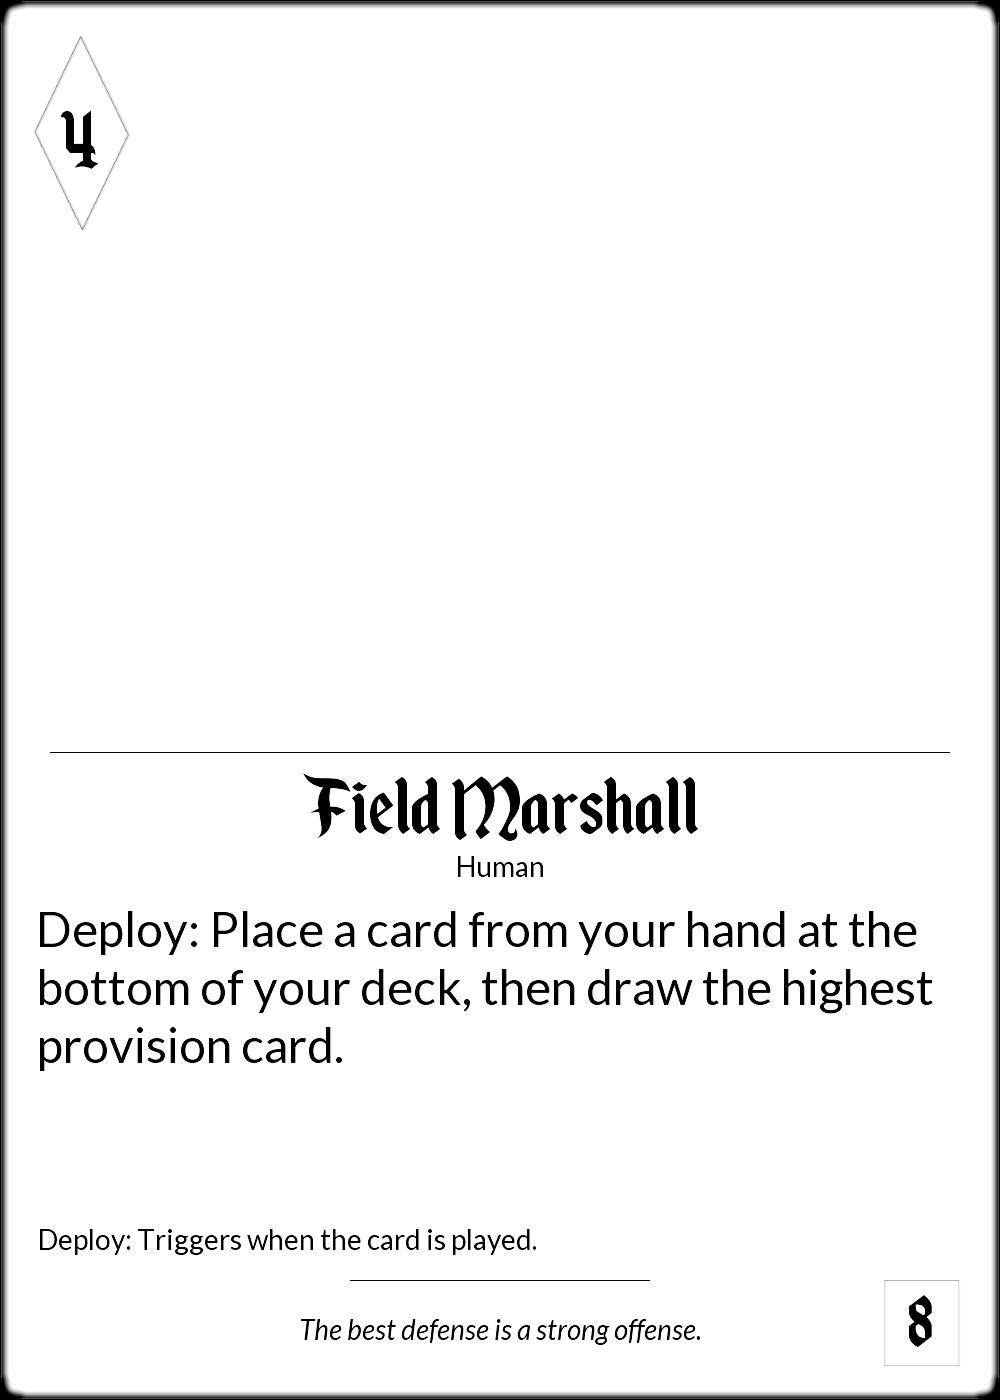 4
Field Marshall
Human
Deploy: Place a card from your hand at the
bottom of your deck, then draw the highest
provision card.
Deploy: Triggers when the card is played.
The best defense is a strong offense.
8